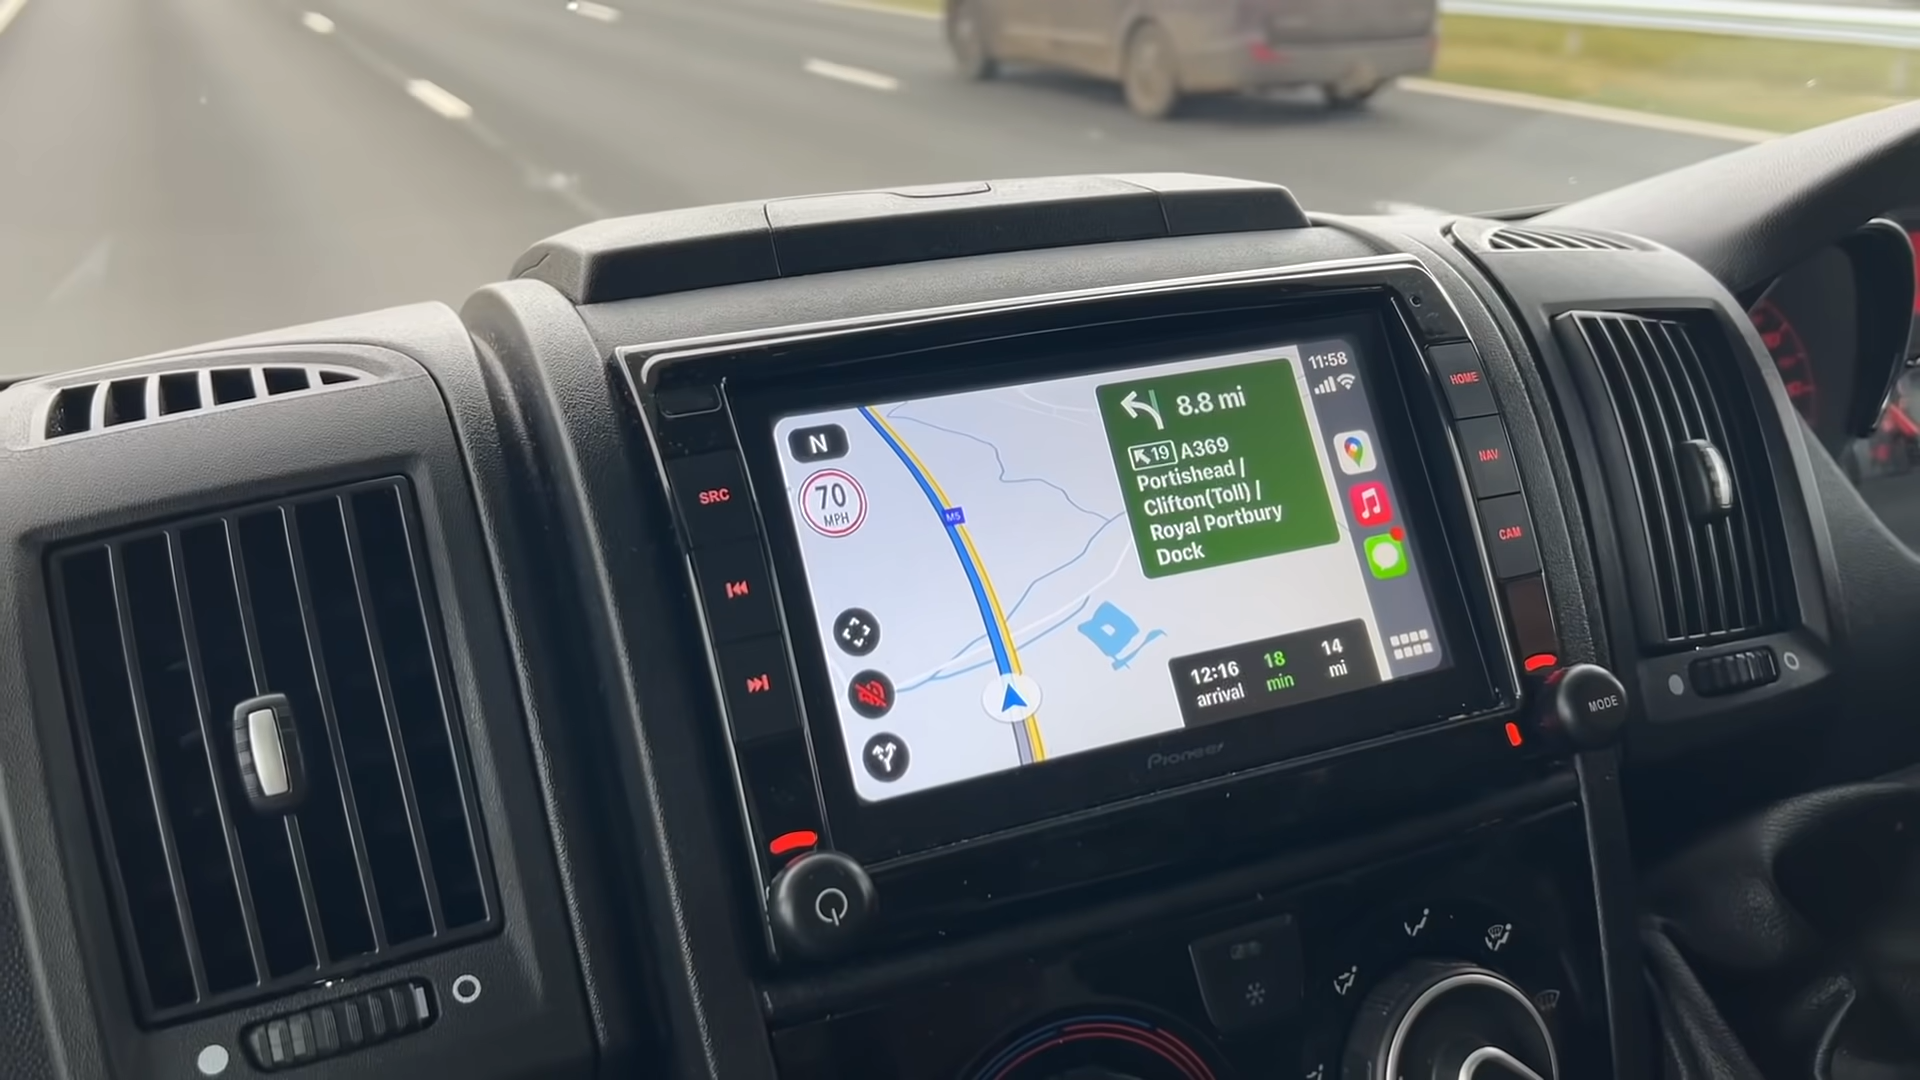 N
70
MPH
M5
8.8 mi
19 A369
Portishead /
Clifton(Toll) /
Royal Portbury
Dock
12:16
arrival
18
min
14
mi
11:58
SRC
HOME
NAV
CAM
MODE
Pioneer